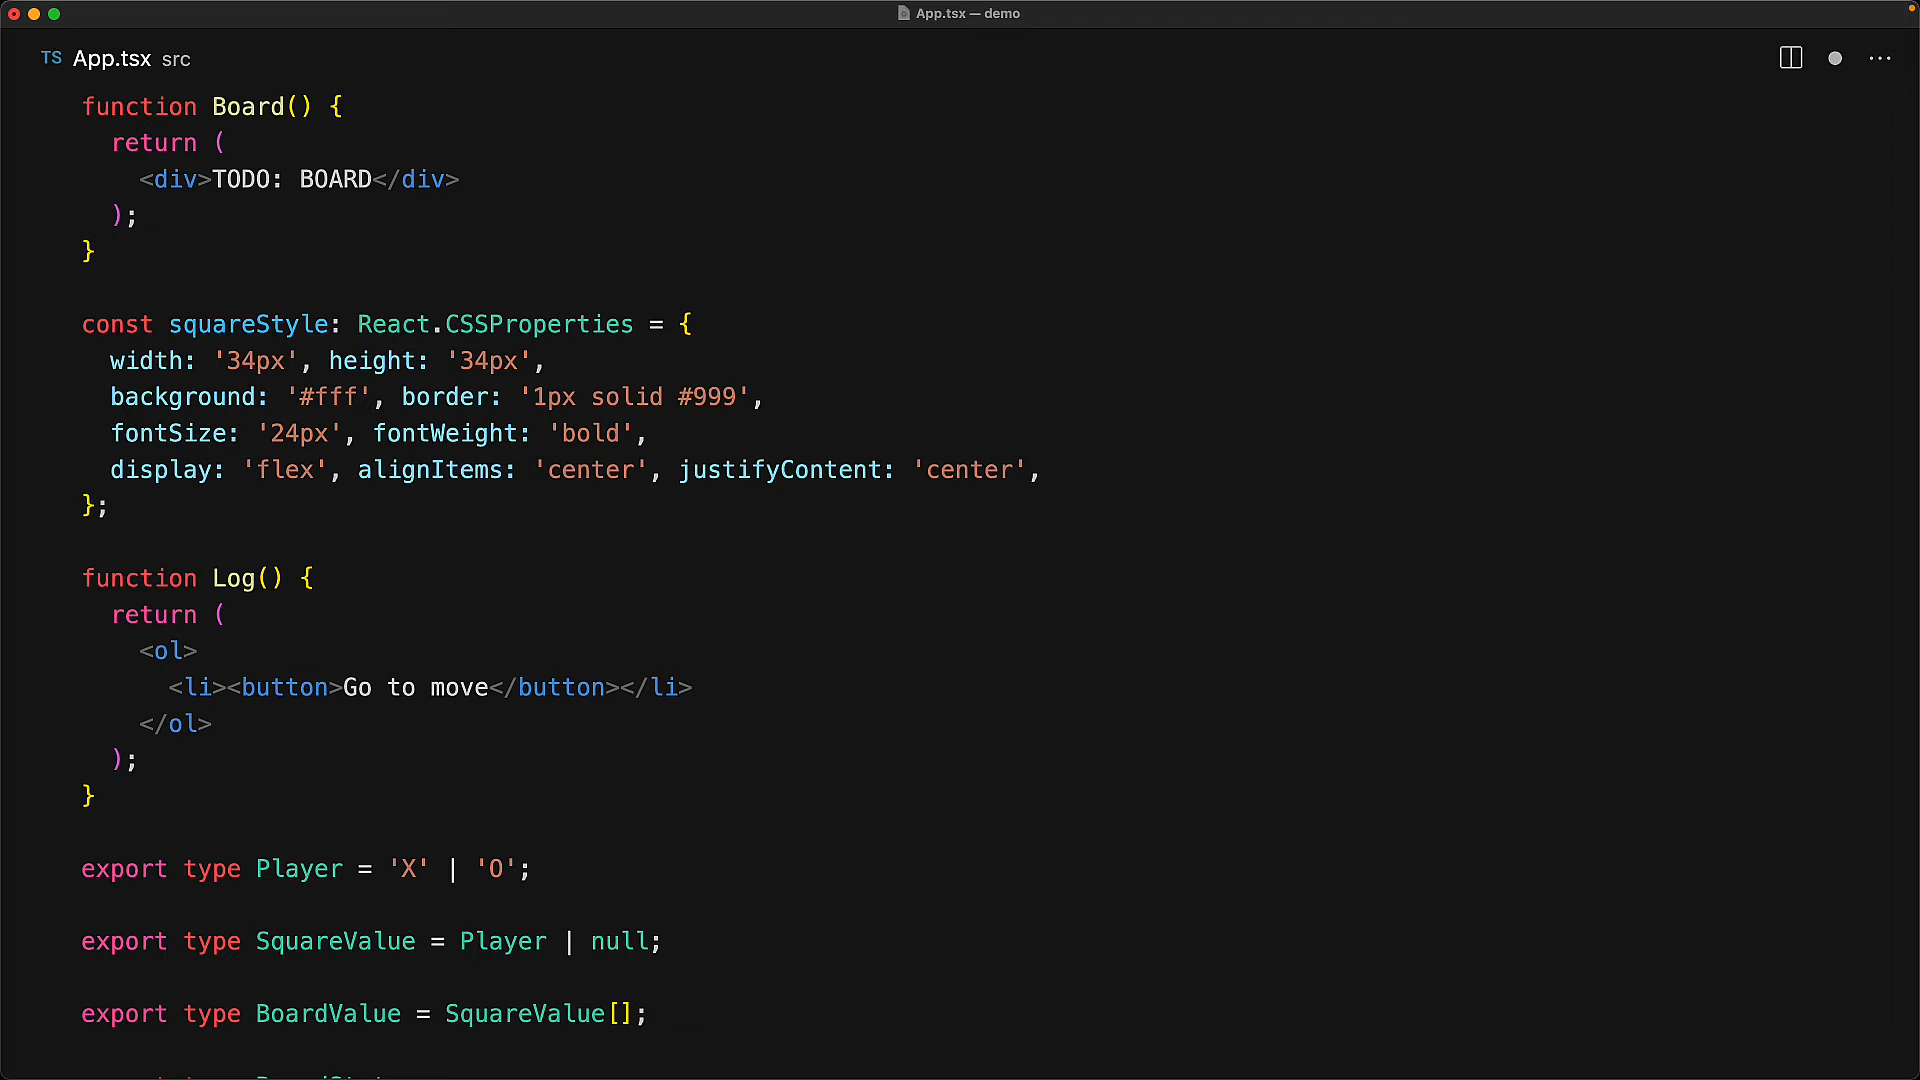 App.tsx — demo
TS App.tsx src
function Board() {
  return (
    <div>TODO: BOARD</div>
  );
}

const squareStyle: React.CSSProperties = {
  width: '34px', height: '34px',
  background: '#fff', border: '1px solid #999',
  fontSize: '24px', fontWeight: 'bold',
  display: 'flex', alignItems: 'center', justifyContent: 'center',
};

function Log() {
  return (
    <ol>
      <li><button>Go to move</button></li>
    </ol>
  );
}

export type Player = 'X' | 'O';

export type SquareValue = Player | null;

export type BoardValue = SquareValue[];